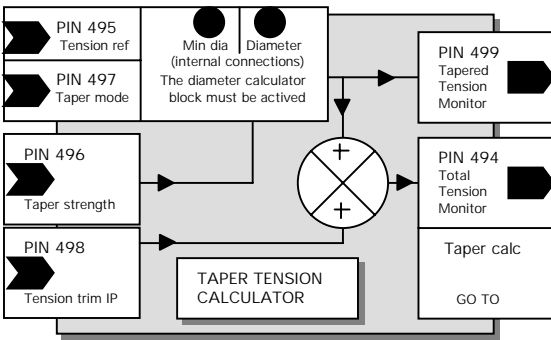 PIN 495
Tension ref
PIN 497
Taper mode
Min dia
Diameter
(internal connections)
The diameter calculator
block must be actived
PIN 499
Tapered
Tension
Monitor
PIN 496
Taper strength
+
+
PIN 494
Total
Tension
Monitor
PIN 498
Tension trim IP
TAPER TENSION
CALCULATOR
Taper calc
GO TO